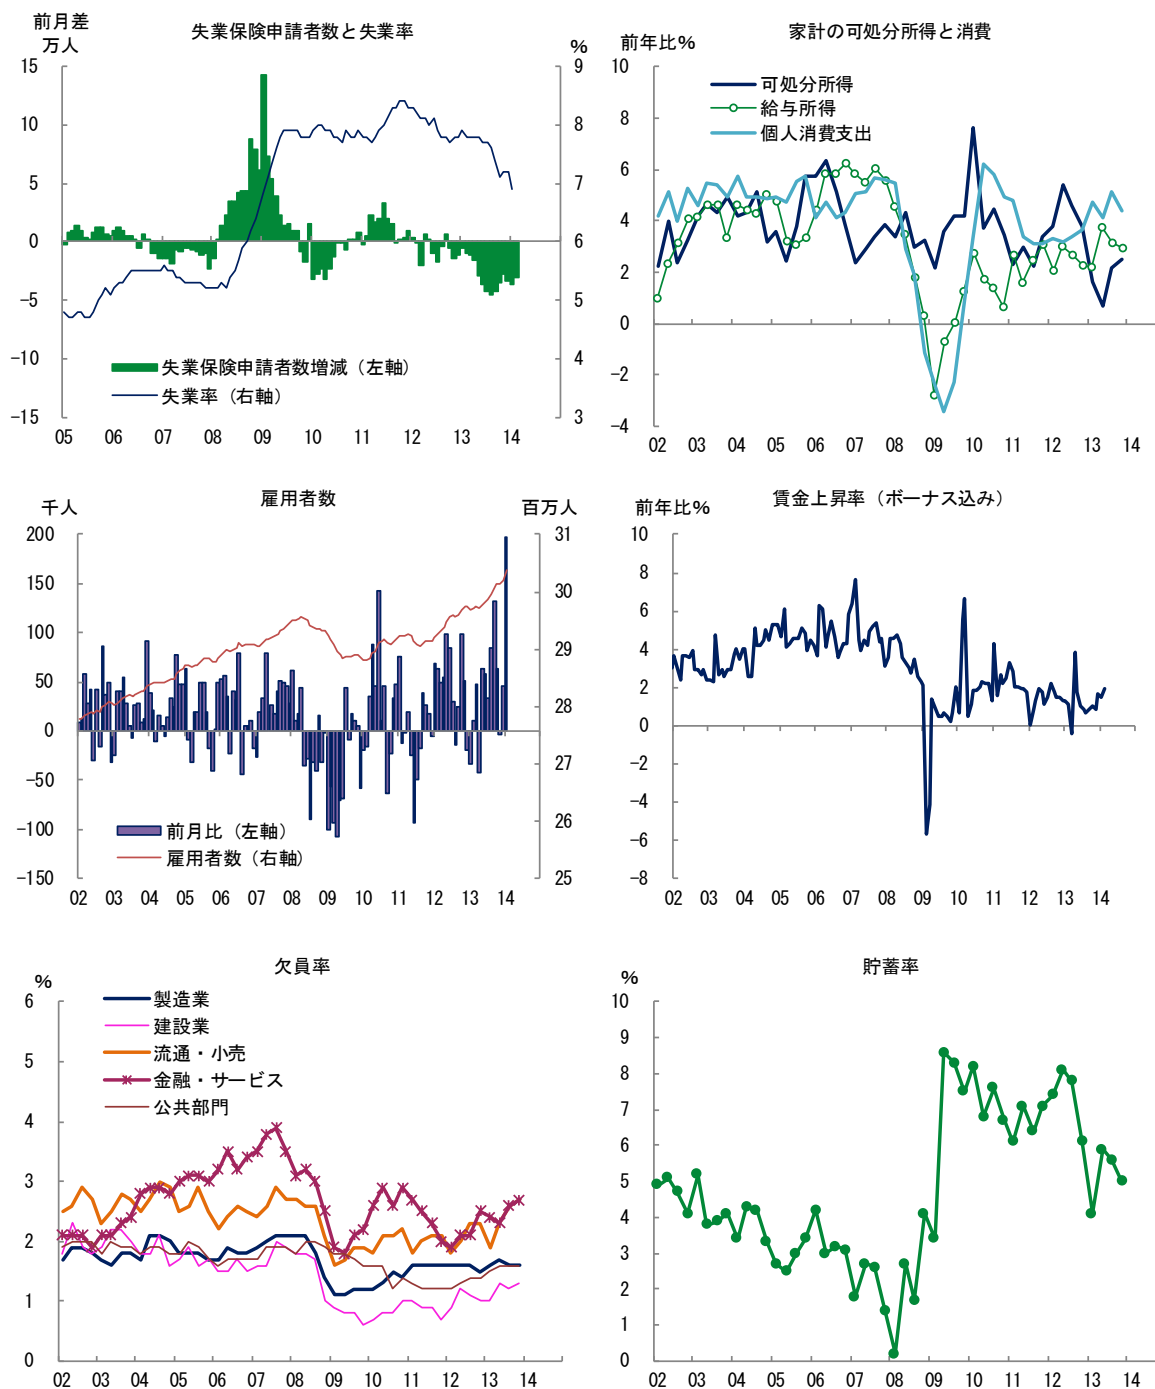 失業保険申請者数と失業率
前月差
万人
%
15
10
5
0
−5
−10
−15
9
8
7
6
5
4
3
失業保険申請者数増減（左軸）
失業率（右軸）
05 06 07 08 09 10 11 12 13 14
家計の可処分所得と消費
前年比%
10
8
6
4
2
0
−2
−4
可処分所得
給与所得
個人消費支出
02 03 04 05 06 07 08 09 10 11 12 13 14
雇用者数
千人
百万人
200
150
100
50
0
−50
−100
−150
31
30
29
28
27
26
25
前月比（左軸）
雇用者数（右軸）
02 03 04 05 06 07 08 09 10 11 12 13 14
賃金上昇率（ボーナス込み）
前年比%
10
8
6
4
2
0
−2
−4
−6
−8
02 03 04 05 06 07 08 09 10 11 12 13 14
欠員率
%
6
5
4
3
2
1
0
製造業
建設業
流通・小売
金融・サービス
公共部門
02 03 04 05 06 07 08 09 10 11 12 13 14
貯蓄率
%
10
9
8
7
6
5
4
3
2
1
0
02 03 04 05 06 07 08 09 10 11 12 13 14